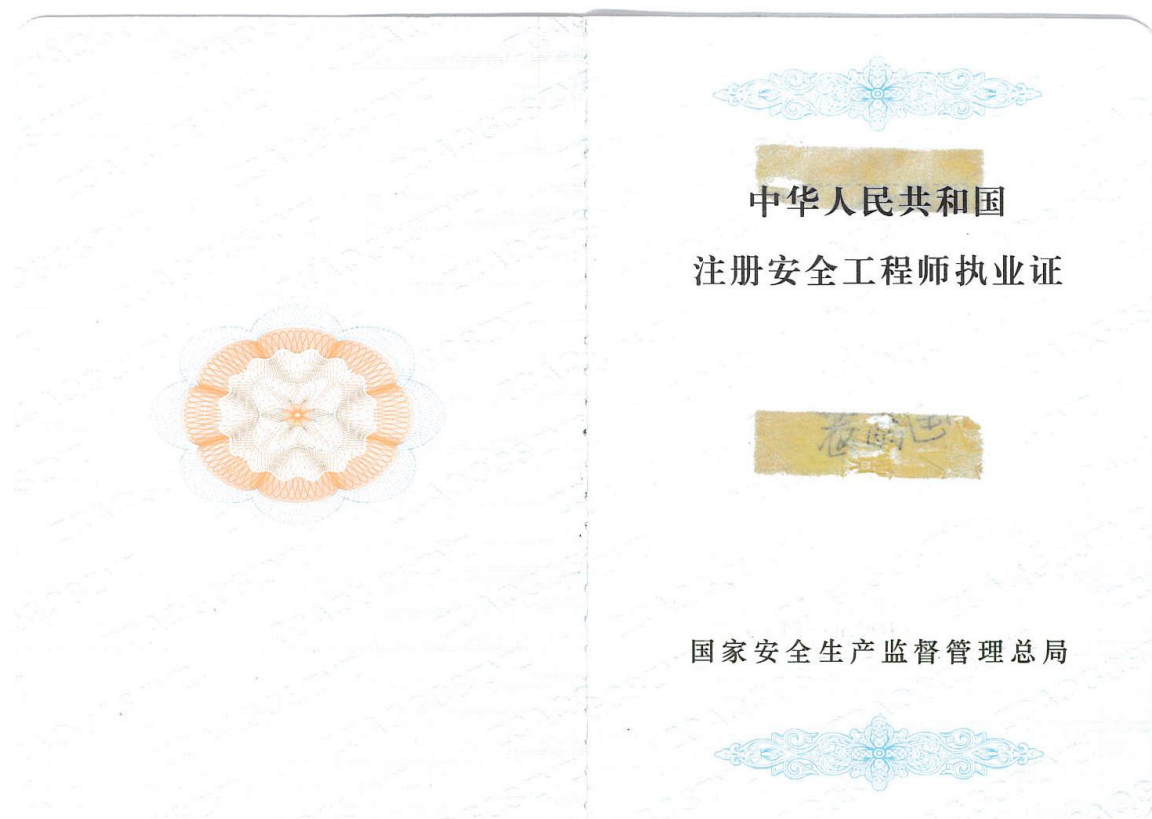 中华人民共和国
注册安全工程师执业证
国家安全生产监督管理总局